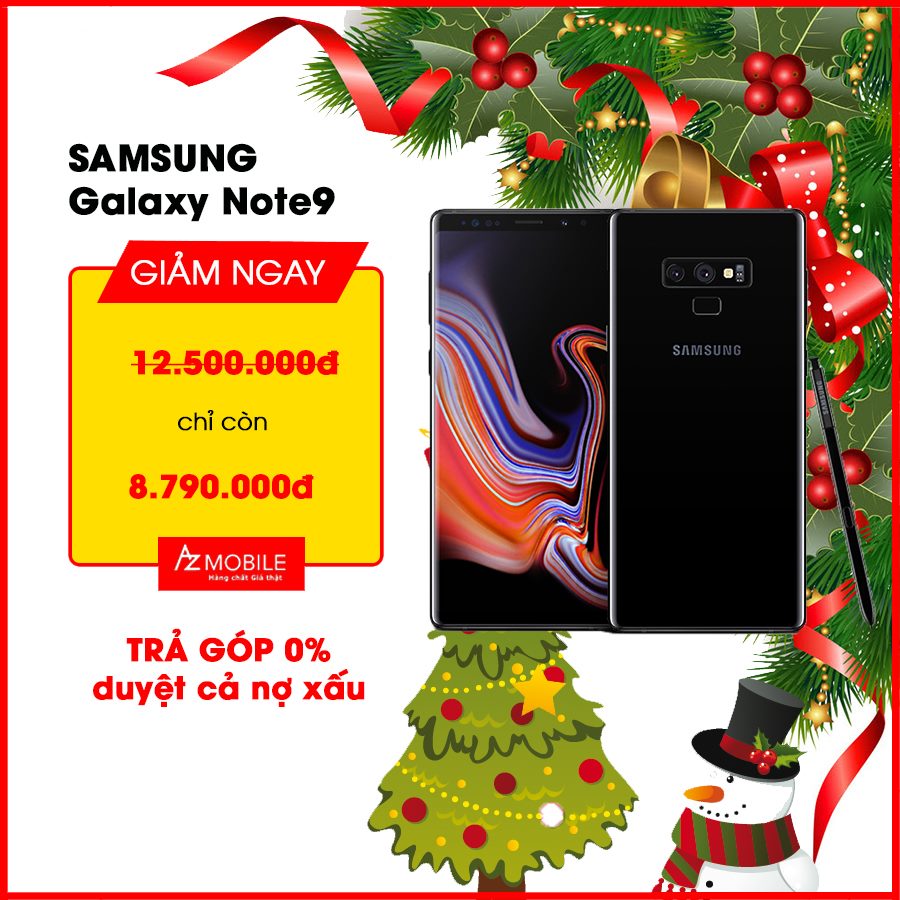 SAMSUNG
Galaxy Note9
GIẢM NGAY
12.500.000đ
chỉ còn
8.790.000đ
AZ MOBILE
Hàng chất Giá thật
TRẢ GÓP 0%
duyệt cả nợ xấu
SAMSUNG
SAMSUNG